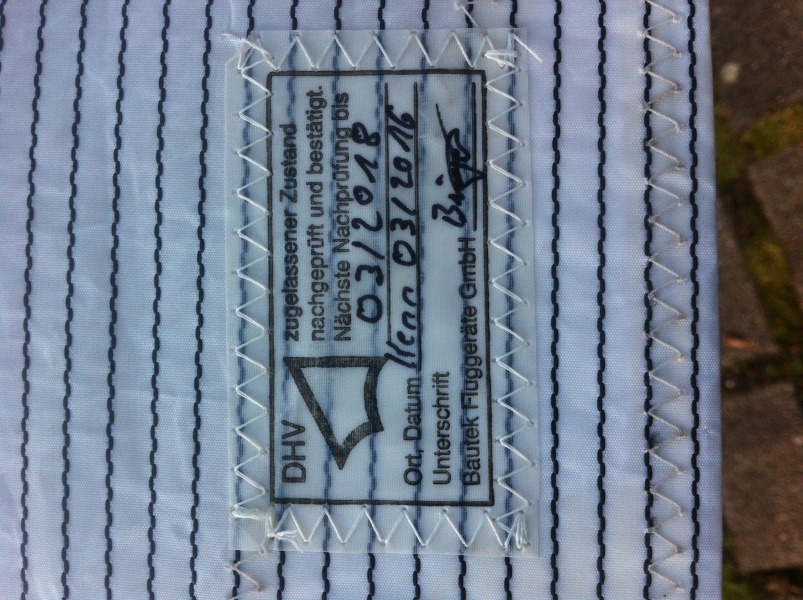 DHV
zugelassener Zustand
nachgeprüft und bestätigt.
Nächste Nachprüfung bis
03/2018
Ort, Datum Kenn 03/2016
Unterschrift
Bautek Fluggeräte GmbH